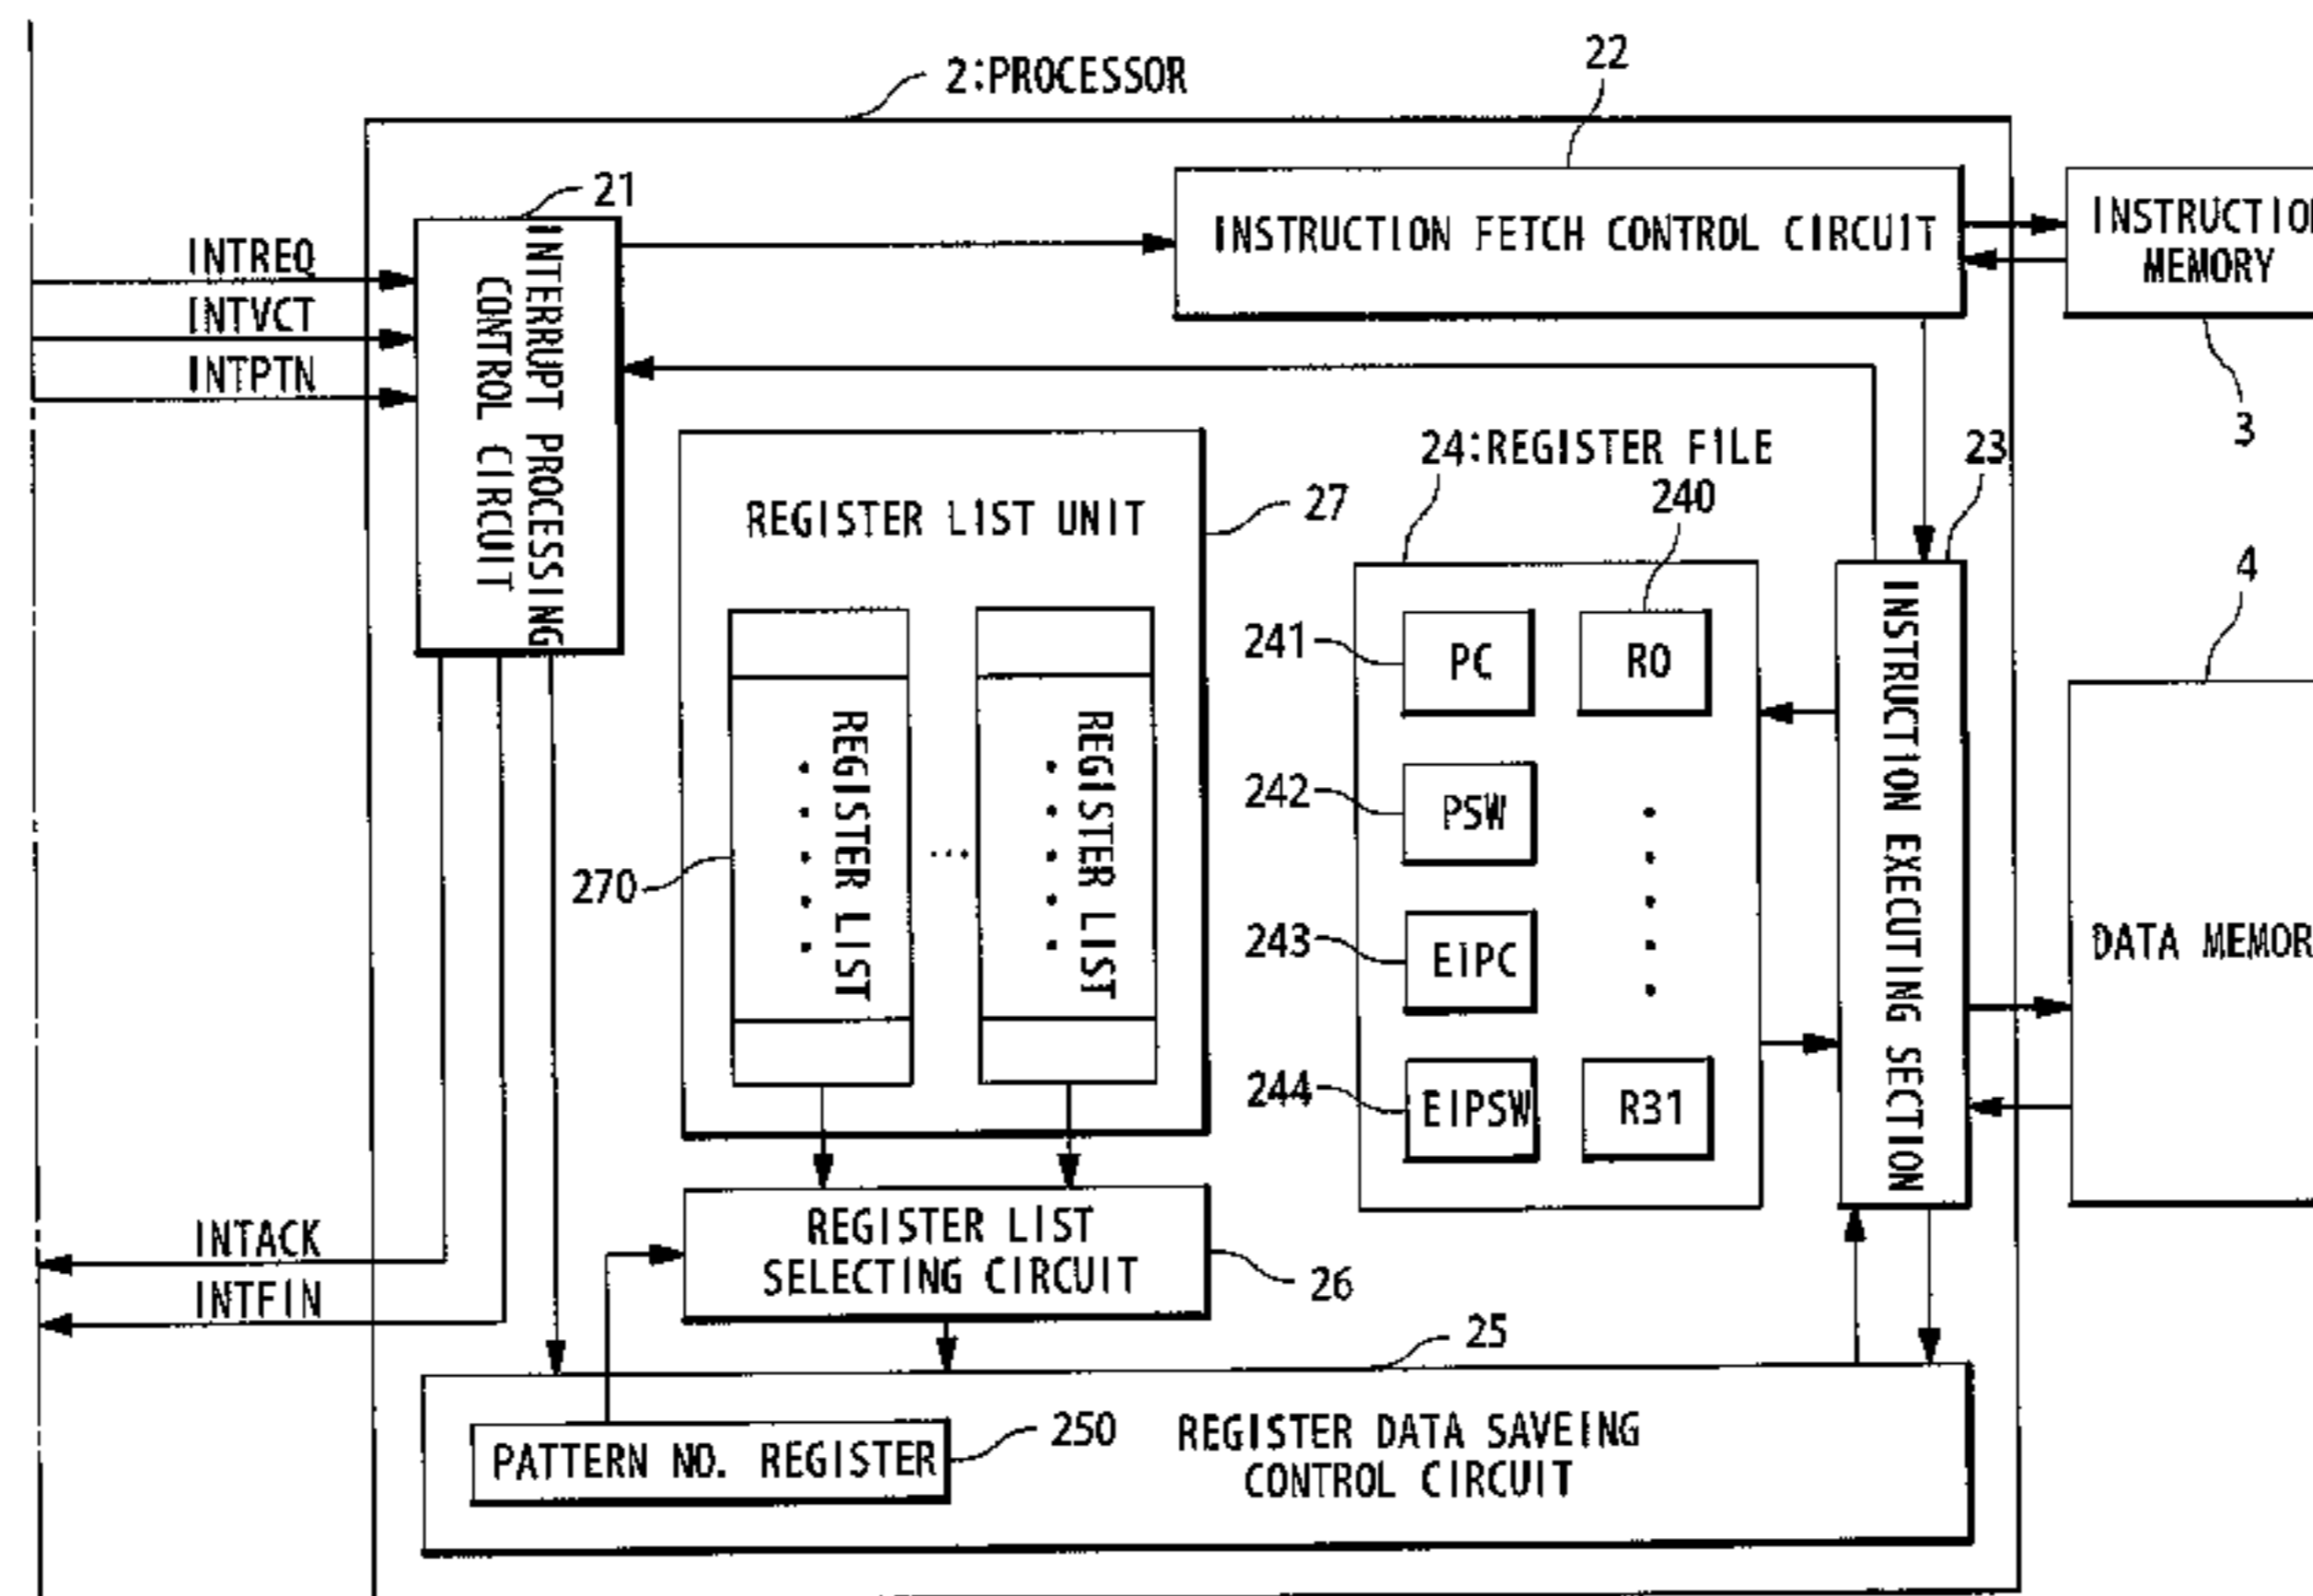 2:PROCESSOR
22
21
INTERRUPT PROCESSING
CONTROL CIRCUIT
INSTRUCTION FETCH CONTROL CIRCUIT
INSTRUCTION
MEMORY
3
INTREQ
INTVCT
INTPTN
REGISTER LIST UNIT
27
24:REGISTER FILE
240
23
4
241
PC
R0
242
PSW
243
EIPC
244
EIPSW
R31
INSTRUCTION EXECUTING SECTION
DATA MEMOR
270
REGISTER LIST
...
REGISTER LIST
INTACK
INTFIN
REGISTER LIST
SELECTING CIRCUIT
26
25
PATTERN NO. REGISTER
250
REGISTER DATA SAVEING
CONTROL CIRCUIT